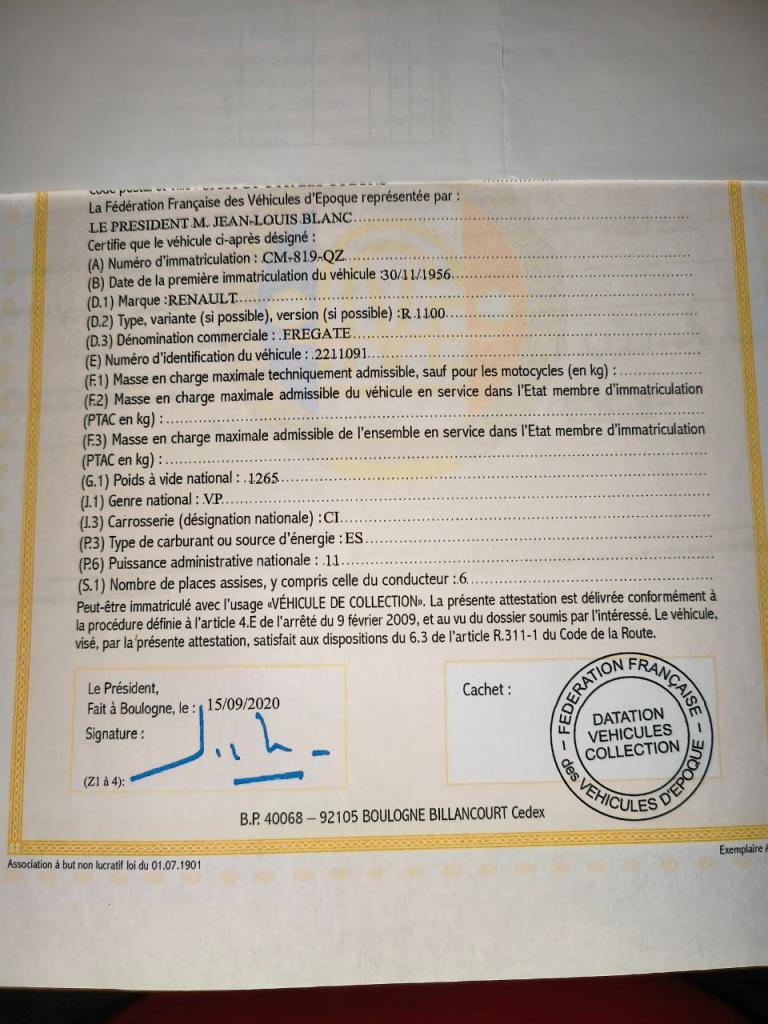 La Fédération Française des Véhicules d'Epoque représentée par :
LE PRESIDENT M. JEAN-LOUIS BLANC
Certifie que le véhicule ci-après désigné :
(A) Numéro d'immatriculation : CM-819-QZ
(B) Date de la première immatriculation du véhicule :30/11/1956
(D.1) Marque :RENAULT
(D.2) Type, variante (si possible), version (si possible) :R.1100
(D.3) Dénomination commerciale : .FREGATE
(E) Numéro d'identification du véhicule : .2211091
(F.1) Masse en charge maximale techniquement admissible, sauf pour les motocycles (en kg) :
(F.2) Masse en charge maximale admissible du véhicule en service dans l'Etat membre d'immatriculation
(PTAC en kg) :
(F.3) Masse en charge maximale admissible de l'ensemble en service dans l'Etat membre d'immatriculation
(PTAC en kg) :
(G.1) Poids à vide national : .1265
(J.1) Genre national : VP
(J.3) Carrosserie (désignation nationale) :CI
(P.3) Type de carburant ou source d'énergie : ES
(P.6) Puissance administrative nationale : .11
(S.1) Nombre de places assises, y compris celle du conducteur :.6
Peut-être immatriculé avec l'usage «VÉHICULE DE COLLECTION». La présente attestation est délivrée conformément à
la procédure définie à l'article 4.E de l'arrêté du 9 février 2009, et au vu du dossier soumis par l'intéressé. Le véhicule,
visé, par la présente attestation, satisfait aux dispositions du 6.3 de l'article R.311-1 du Code de la Route.
Le Président,
Fait à Boulogne, le : 15/09/2020
Signature :
(Z1 à 4):
Cachet :
FEDERATION FRANÇAISE
DATATION
VEHICULES
COLLECTION
des VEHICULES D'EPOQUE
B.P. 40068 – 92105 BOULOGNE BILLANCOURT Cedex
Association à but non lucratif loi du 01.07.1901
Exemplaire